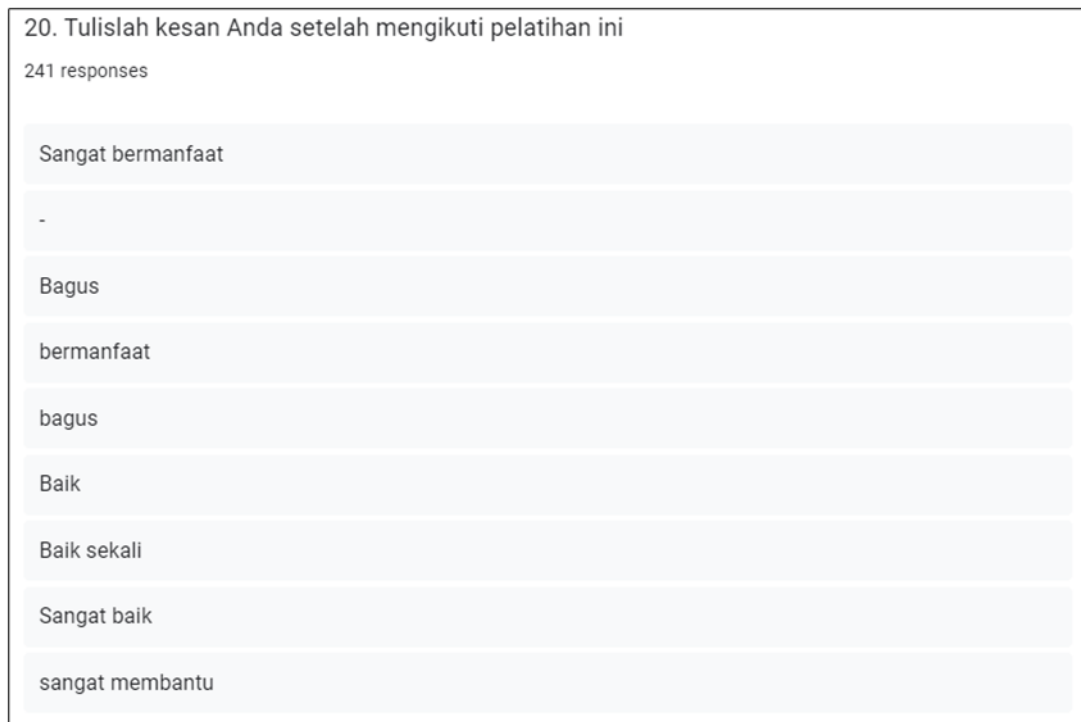 20. Tulislah kesan Anda setelah mengikuti pelatihan ini
241 responses
Sangat bermanfaat
-
Bagus
bermanfaat
bagus
Baik
Baik sekali
Sangat baik
sangat membantu